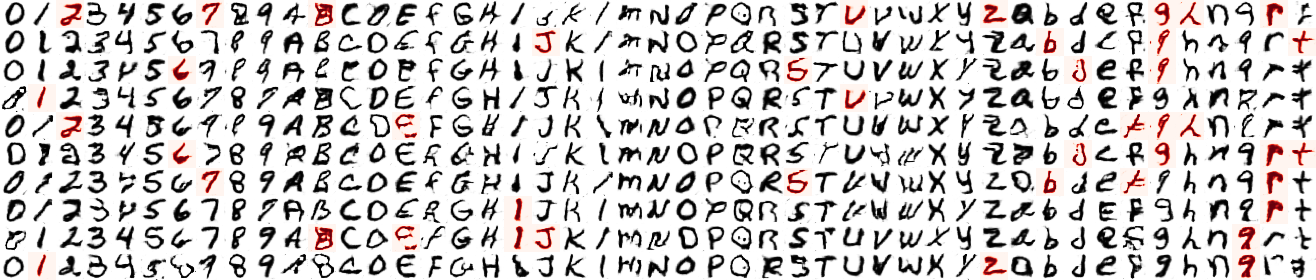 0 1 2 3 4 5 6 7 8 9 A B C D E f G H I J K l m N O P Q R S T U V W X Y Z a b d e f g h n q r t
0 1 2 3 4 5 6 7 8 9 A B C D E F G H I J K l m N O P Q R S T U V W X Y Z a b d e f g h n q r t
0 1 2 3 4 5 6 7 8 9 A B C D E f G H I J K l m N O P Q R S T U V W X Y Z a b d e f g h n q r t
0 1 2 3 4 5 6 7 8 9 A B C D E f G H I J K l m N O P Q R S T U V W X Y Z a b d e f g h n q r t
0 1 2 3 4 5 6 7 8 9 A B C D E F G H I J K l m N O P Q R S T U V W X Y Z a b d e f g h n q r t
0 1 2 3 4 5 6 7 8 9 A B C D E F G H I J K l m N O P Q R S T U V W X Y Z a b d e f g h n q r t
0 1 2 3 4 5 6 7 8 9 A B C D E f G H I J K l m N O P Q R S T U V W X Y Z a b d e f g h n q r t
0 1 2 3 4 5 6 7 8 9 A B C D E F G H I J K l m N O P Q R S T U V W X Y Z a b d E f g h n q r t
0 1 2 3 4 5 6 7 8 9 A B C D E f G H I J K l m N O P Q R S T U V W X Y Z a b d e f g h n q r t
0 1 2 3 4 5 6 7 8 9 A B C D E F G H I J K l m N O P Q R S T U V W X Y Z a b d e f g h n q r t